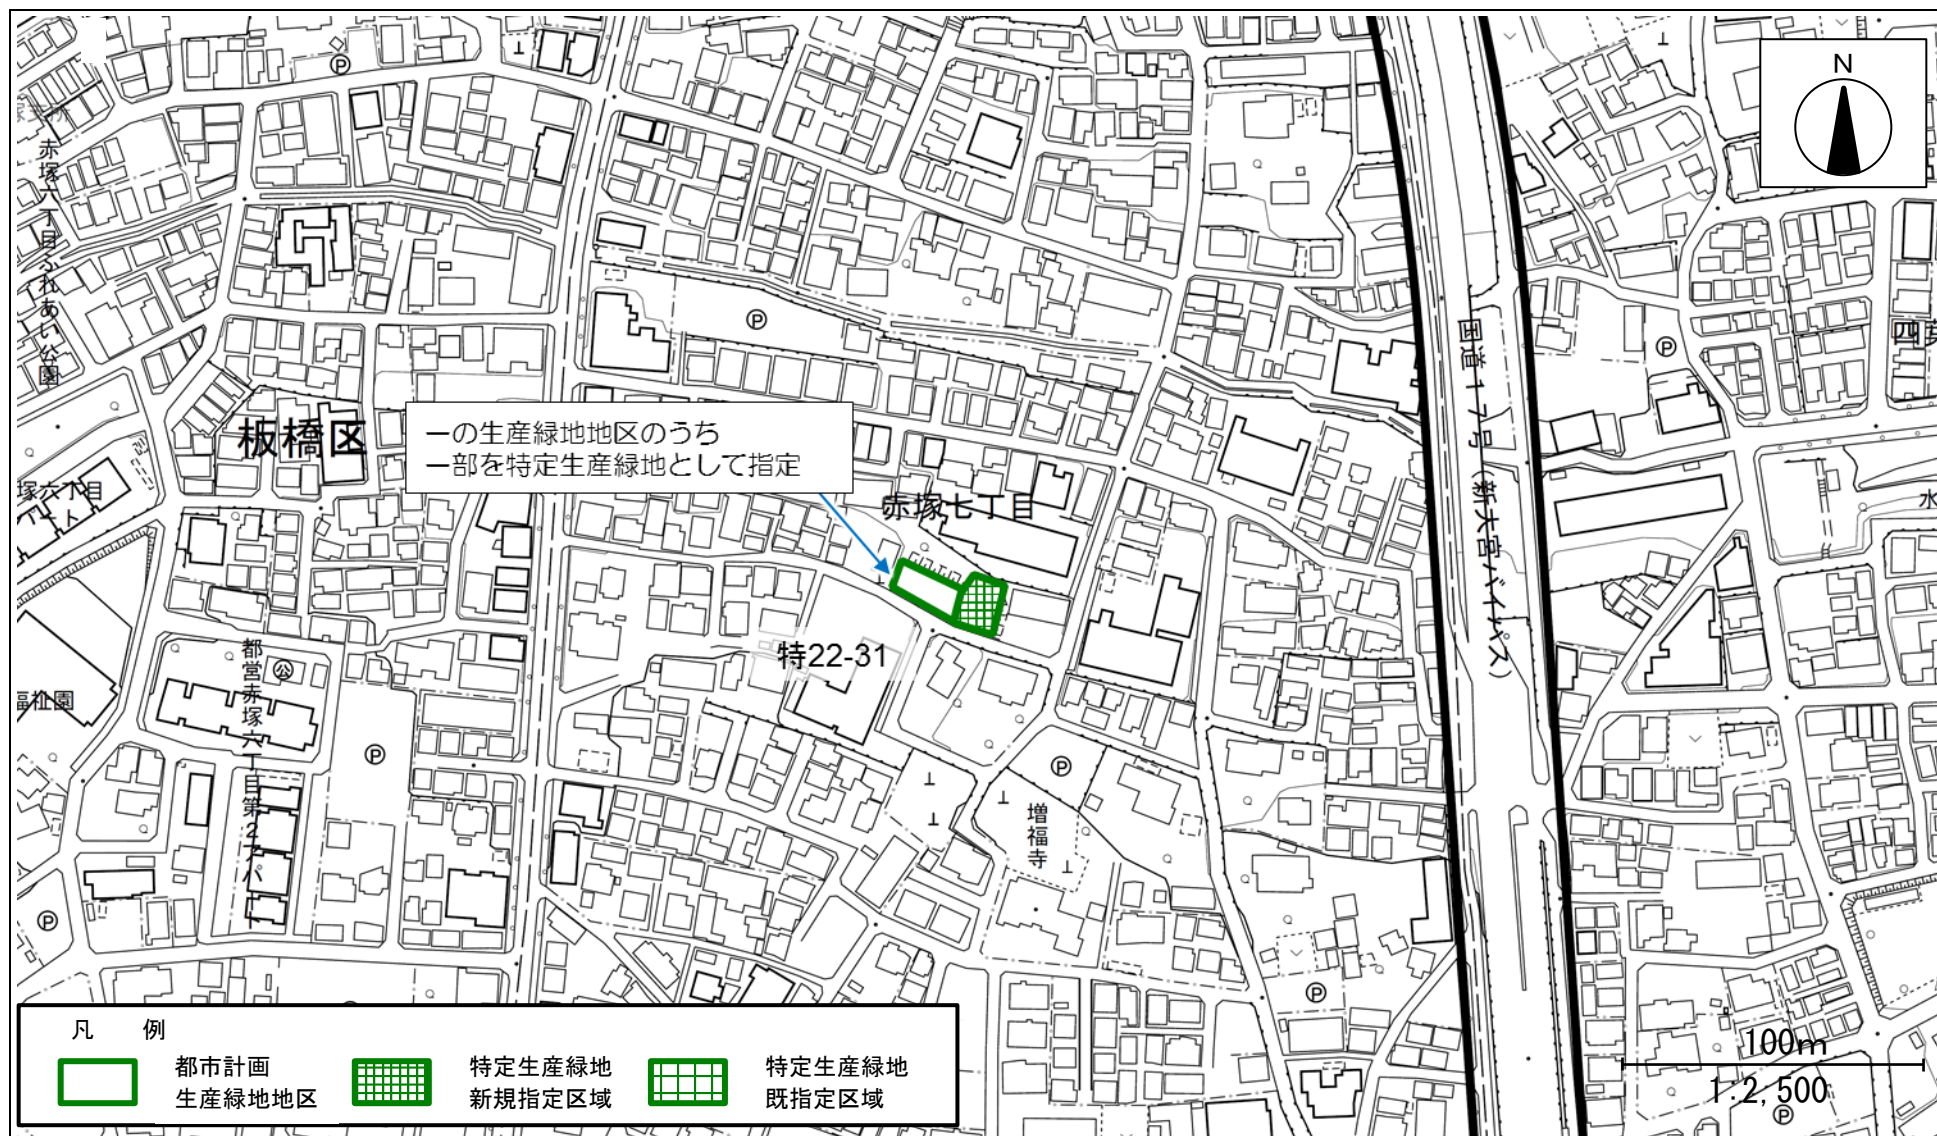 N
赤塚六丁目ふれあい公園
国道17号(新大宮バイパス)
板橋区
一の生産緑地地区のうち
一部を特定生産緑地として指定
赤塚七丁目
塚六丁目
パート
水
特22-31
都営赤塚六丁目第2アパート
公
福祉園
増福寺
P
P
P
P
P
P
P
P
凡 例
都市計画
生産緑地地区
特定生産緑地
新規指定区域
特定生産緑地
既指定区域
100m
1:2,500